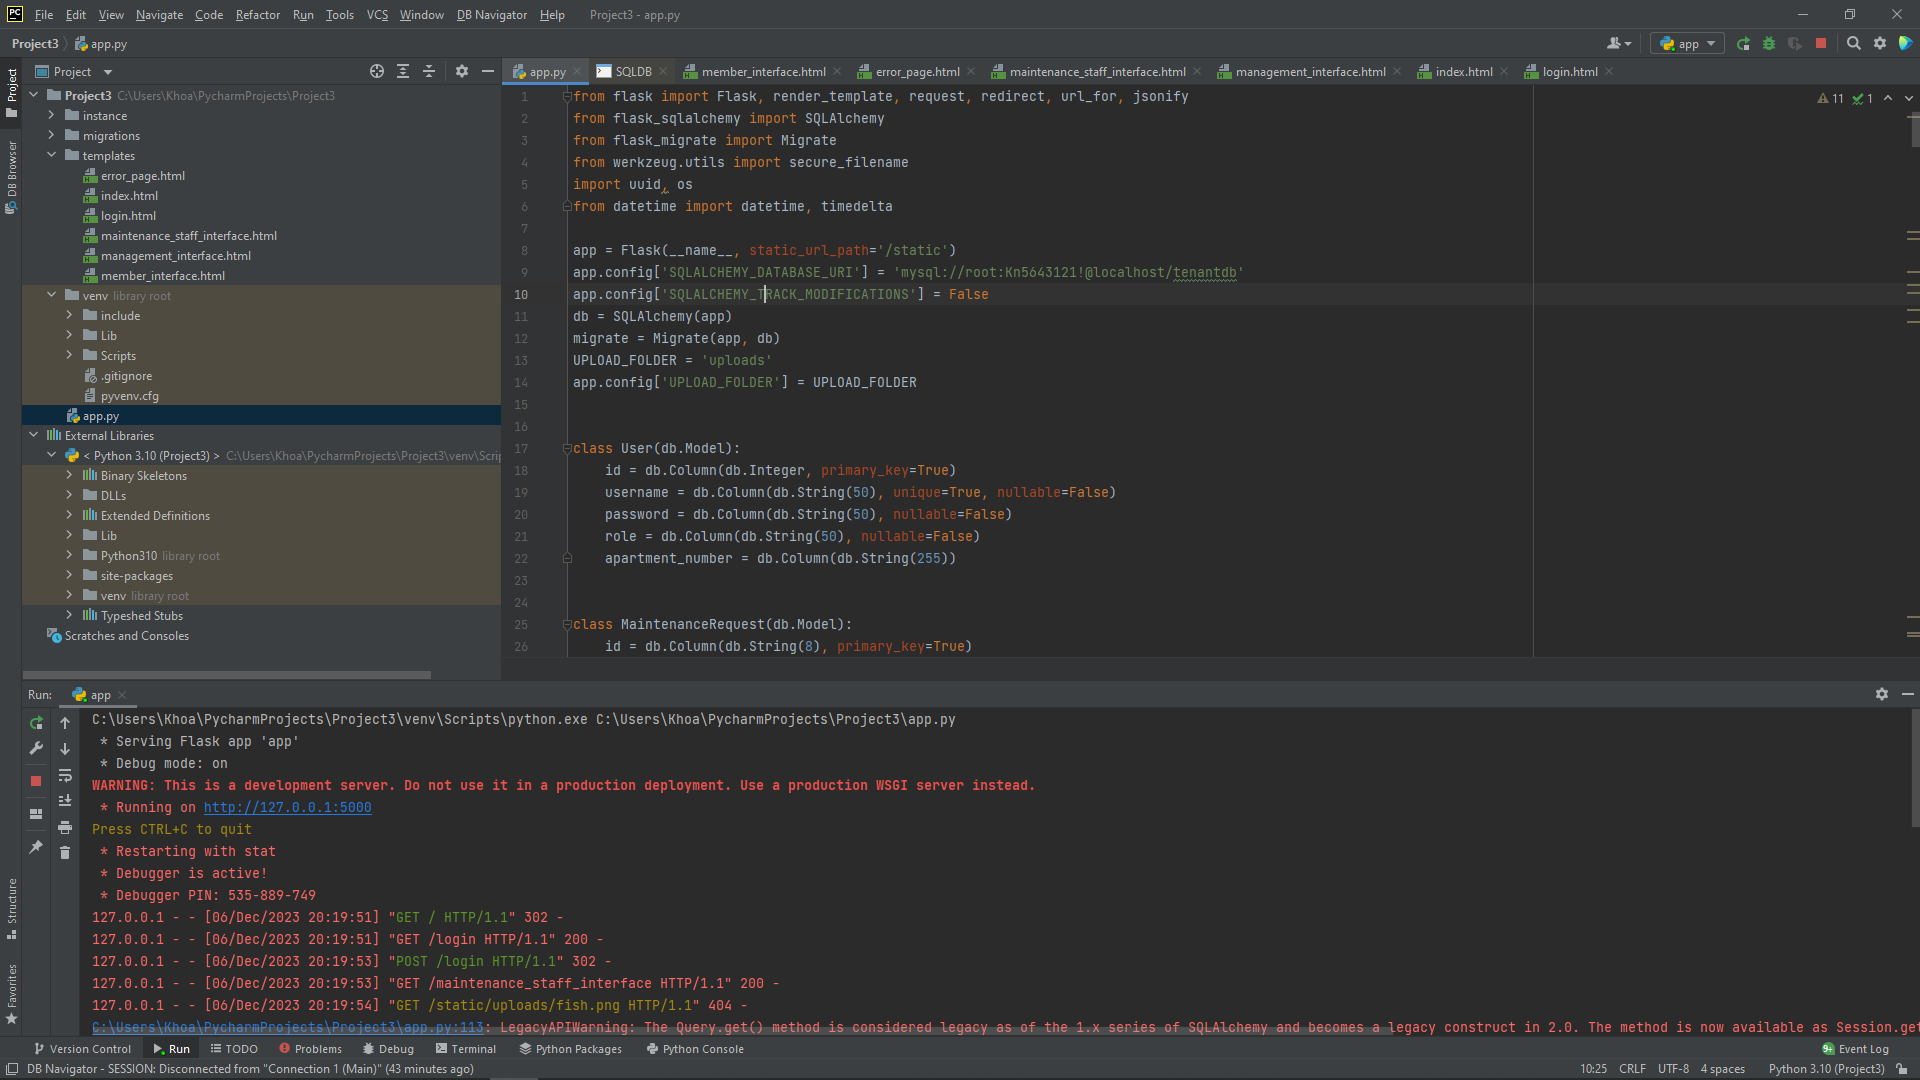 PC File Edit View Navigate Code Refactor Run Tools VCS Window DB Navigator Help Project3 - app.py
Project3 app.py
app
Project
app.py SQLDB member_interface.html error_page.html maintenance_staff_interface.html management_interface.html index.html login.html
Project
DB Browser
Structure
Favorites
Project3 C:\Users\Khoa\PycharmProjects\Project3
instance
migrations
templates
error_page.html
index.html
login.html
maintenance_staff_interface.html
management_interface.html
member_interface.html
venv library root
include
Lib
Scripts
.gitignore
pyvenv.cfg
app.py
External Libraries
< Python 3.10 (Project3) > C:\Users\Khoa\PycharmProjects\Project3\venv\Scri
Binary Skeletons
DLLs
Extended Definitions
Lib
Python310 library root
site-packages
venv library root
Typeshed Stubs
Scratches and Consoles
11 1
1 from flask import Flask, render_template, request, redirect, url_for, jsonify
2 from flask_sqlalchemy import SQLAlchemy
3 from flask_migrate import Migrate
4 from werkzeug.utils import secure_filename
5 import uuid, os
6 from datetime import datetime, timedelta
7
8 app = Flask(__name__, static_url_path='/static')
9 app.config['SQLALCHEMY_DATABASE_URI'] = 'mysql://root:Kn5643121!@localhost/tenantdb'
10 app.config['SQLALCHEMY_TRACK_MODIFICATIONS'] = False
11 db = SQLAlchemy(app)
12 migrate = Migrate(app, db)
13 UPLOAD_FOLDER = 'uploads'
14 app.config['UPLOAD_FOLDER'] = UPLOAD_FOLDER
15
16
17 class User(db.Model):
18 id = db.Column(db.Integer, primary_key=True)
19 username = db.Column(db.String(50), unique=True, nullable=False)
20 password = db.Column(db.String(50), nullable=False)
21 role = db.Column(db.String(50), nullable=False)
22 apartment_number = db.Column(db.String(255))
23
24
25 class MaintenanceRequest(db.Model):
26 id = db.Column(db.String(8), primary_key=True)
Run: app
C:\Users\Khoa\PycharmProjects\Project3\venv\Scripts\python.exe C:\Users\Khoa\PycharmProjects\Project3\app.py
* Serving Flask app 'app'
* Debug mode: on
WARNING: This is a development server. Do not use it in a production deployment. Use a production WSGI server instead.
* Running on http://127.0.0.1:5000
Press CTRL+C to quit
* Restarting with stat
* Debugger is active!
* Debugger PIN: 535-889-749
127.0.0.1 - - [06/Dec/2023 20:19:51] "GET / HTTP/1.1" 302 -
127.0.0.1 - - [06/Dec/2023 20:19:51] "GET /login HTTP/1.1" 200 -
127.0.0.1 - - [06/Dec/2023 20:19:53] "POST /login HTTP/1.1" 302 -
127.0.0.1 - - [06/Dec/2023 20:19:53] "GET /maintenance_staff_interface HTTP/1.1" 200 -
127.0.0.1 - - [06/Dec/2023 20:19:54] "GET /static/uploads/fish.png HTTP/1.1" 404 -
C:\Users\Khoa\PycharmProjects\Project3\app.py:113: LegacyAPIWarning: The Query.get() method is considered legacy as of the 1.x series of SQLAlchemy and becomes a legacy construct in 2.0. The method is now available as Session.get
Version Control Run TODO Problems Debug Terminal Python Packages Python Console 9+ Event Log
DB Navigator - SESSION: Disconnected from "Connection 1 (Main)" (43 minutes ago) 10:25 CRLF UTF-8 4 spaces Python 3.10 (Project3)